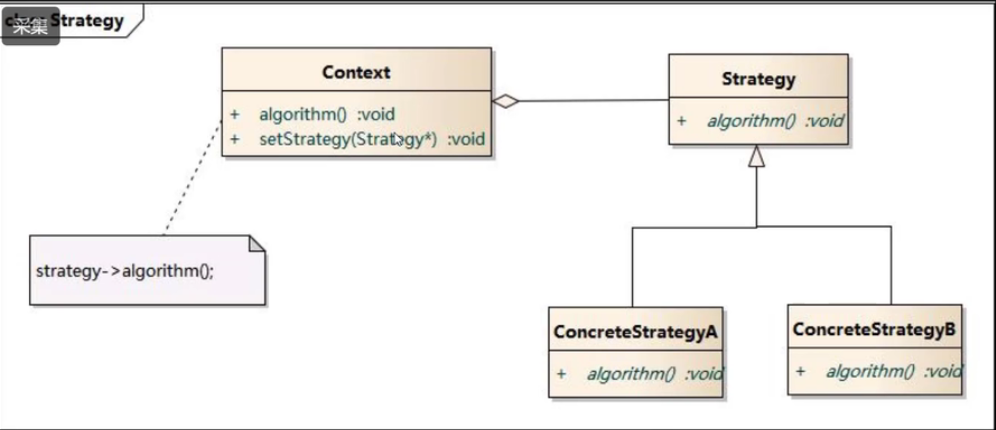 采集
class Strategy
Context
+ algorithm() :void
+ setStrategy(Strategy*) :void
Strategy
+ algorithm() :void
strategy->algorithm();
ConcreteStrategyA
+ algorithm() :void
ConcreteStrategyB
+ algorithm() :void